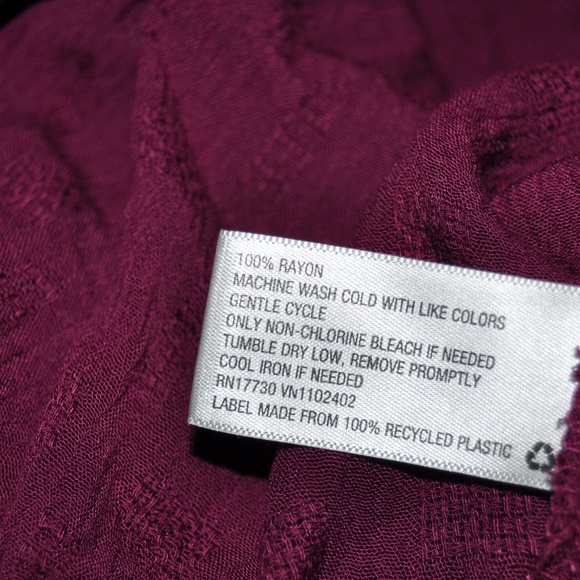 100% RAYON
MACHINE WASH COLD WITH LIKE COLORS
GENTLE CYCLE
ONLY NON-CHLORINE BLEACH IF NEEDED
TUMBLE DRY LOW, REMOVE PROMPTLY
COOL IRON IF NEEDED
RN17730 VN1102402
LABEL MADE FROM 100% RECYCLED PLASTIC